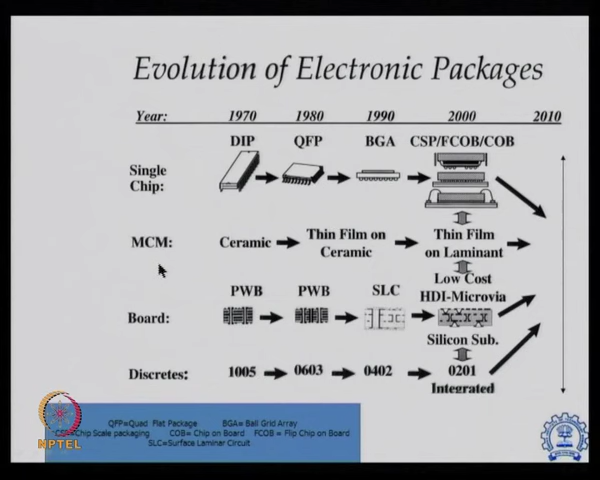 Evolution of Electronic Packages
Year: 1970 1980 1990 2000 2010
DIP QFP BGA CSP/FCOB/COB
Single Chip:
MCM: Ceramic Thin Film on Ceramic Thin Film on Laminant
Low Cost
PWB PWB SLC HDI-Microvia
Board:
Silicon Sub.
Discretes: 1005 0603 0402 0201
Integrated
QFP=Quad Flat Package BGA= Ball Grid Array
CSP=Chip Scale packaging COB= Chip on Board FCOB = Flip Chip on Board
SLC=Surface Laminar Circuit
NPTEL